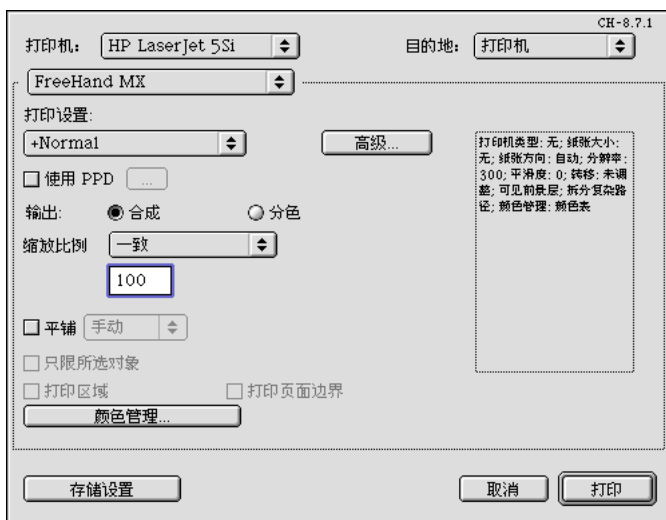 CH-8.7.1
打印机: HP LaserJet 5Si 目的地: 打印机
FreeHand MX
打印设置:
+Normal 高级...
使用 PPD ...
输出: 合成 分色
缩放比例 一致
100
平铺 手动
只限所选对象
打印区域 打印页面边界
颜色管理...
打印机类型: 无; 纸张大小:
无; 纸张方向: 自动; 分辨率:
300; 平滑度: 0; 转移: 未调
整; 可见前景层; 拆分复杂路
径; 颜色管理: 颜色表
存储设置 取消 打印